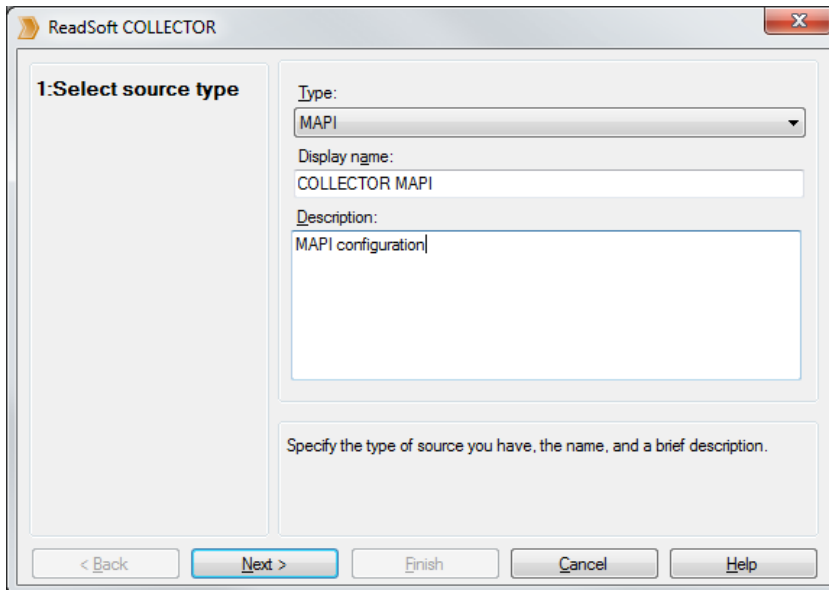 ReadSoft COLLECTOR
1:Select source type
Type:
MAPI
Display name:
COLLECTOR MAPI
Description:
MAPI configuration
Specify the type of source you have, the name, and a brief description.
< Back
Next >
Finish
Cancel
Help